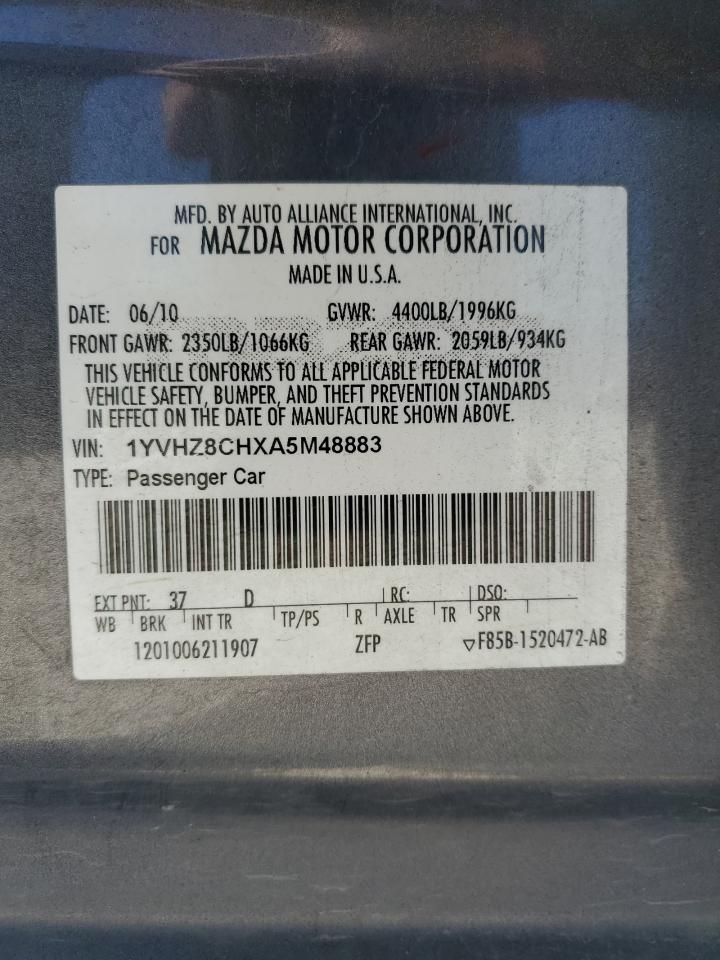 MFD. BY AUTO ALLIANCE INTERNATIONAL, INC.
FOR MAZDA MOTOR CORPORATION
MADE IN U.S.A.
DATE: 06/10 GVWR: 4400LB/1996KG
FRONT GAWR: 2350LB/1066KG REAR GAWR: 2059LB/934KG
THIS VEHICLE CONFORMS TO ALL APPLICABLE FEDERAL MOTOR
VEHICLE SAFETY, BUMPER, AND THEFT PREVENTION STANDARDS
IN EFFECT ON THE DATE OF MANUFACTURE SHOWN ABOVE.
VIN: 1YVHZ8CHXA5M48883
TYPE: Passenger Car
EXT PNT: 37 D RC: DSO:
WB BRK INT TR TP/PS R AXLE TR SPR
1201006211907 ZFP ▽F85B-1520472-AB